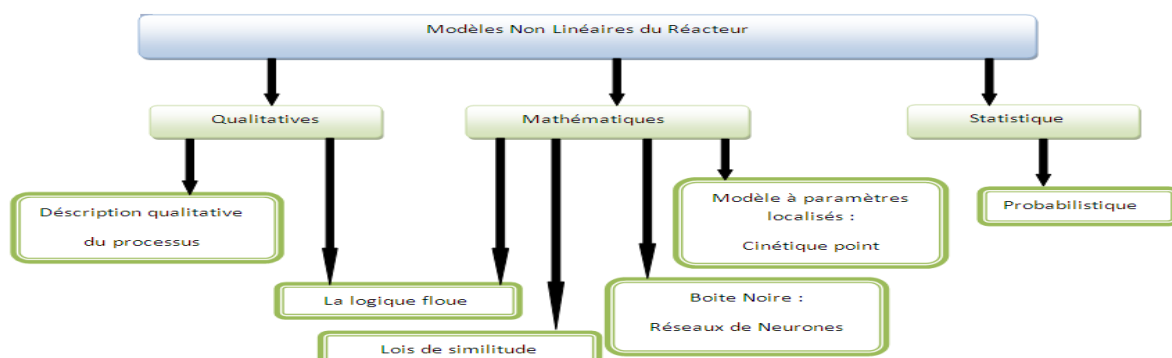 Modèles Non Linéaires du Réacteur
Qualitatives
Mathématiques
Statistique
Déscription qualitative
du processus
Modèle à paramètres
localisés :
Cinétique point
Probabilistique
La logique floue
Boite Noire :
Réseaux de Neurones
Lois de similitude